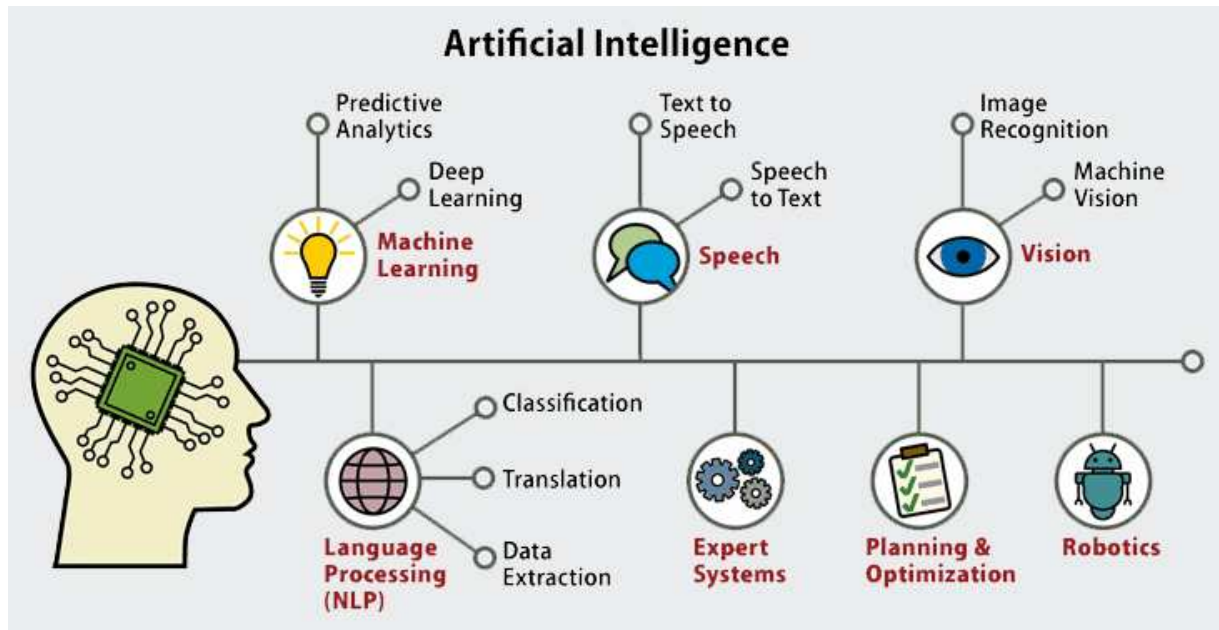 Artificial Intelligence
Predictive
Analytics
Deep
Learning
Machine
Learning
Text to
Speech
Speech
to Text
Speech
Image
Recognition
Machine
Vision
Vision
Classification
Translation
Data
Extraction
Language
Processing
(NLP)
Expert
Systems
Planning &
Optimization
Robotics